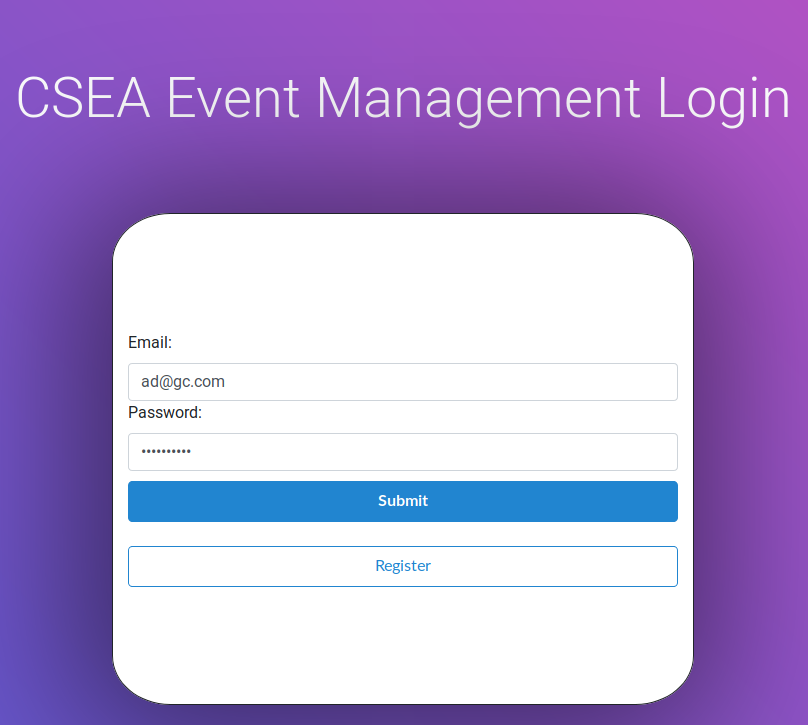 CSEA Event Management Login
Email:
ad@gc.com
Password:
••••••••••
Submit
Register